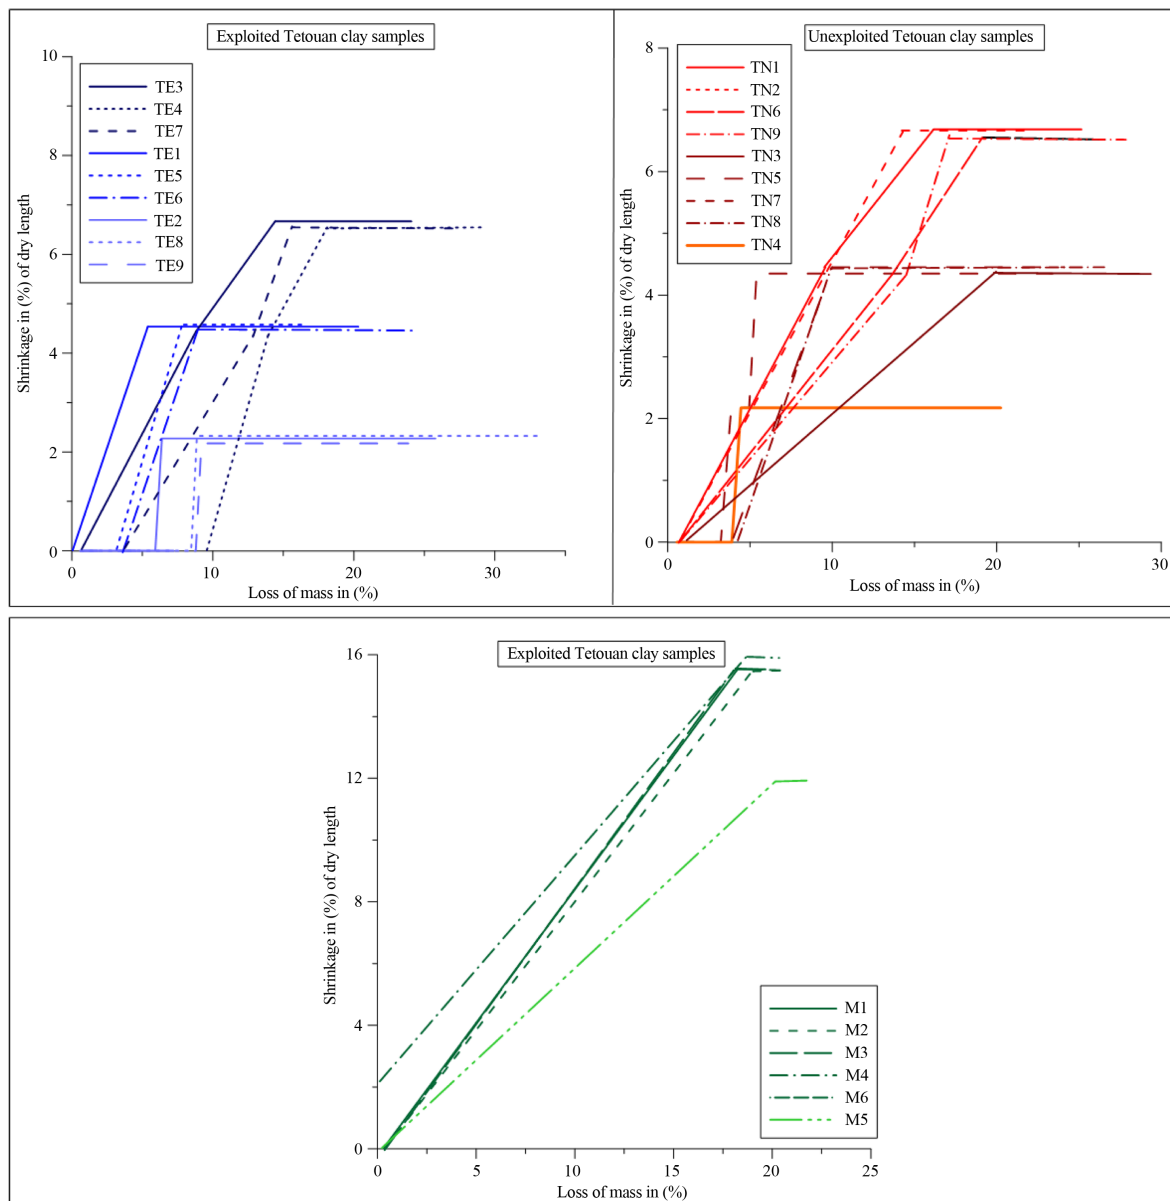 Exploited Tetouan clay samples
10
8
6
4
2
0
Shrinkage in (%) of dry length
TE3
TE4
TE7
TE1
TE5
TE6
TE2
TE8
TE9
0
10
20
30
Loss of mass in (%)
Unexploited Tetouan clay samples
8
6
4
2
0
Shrinkage in (%) of dry length
TN1
TN2
TN6
TN9
TN3
TN5
TN7
TN8
TN4
10
20
30
Loss of mass in (%)
Exploited Tetouan clay samples
16
12
8
4
0
Shrinkage in (%) of dry length
M1
M2
M3
M4
M6
M5
0
5
10
15
20
25
Loss of mass in (%)